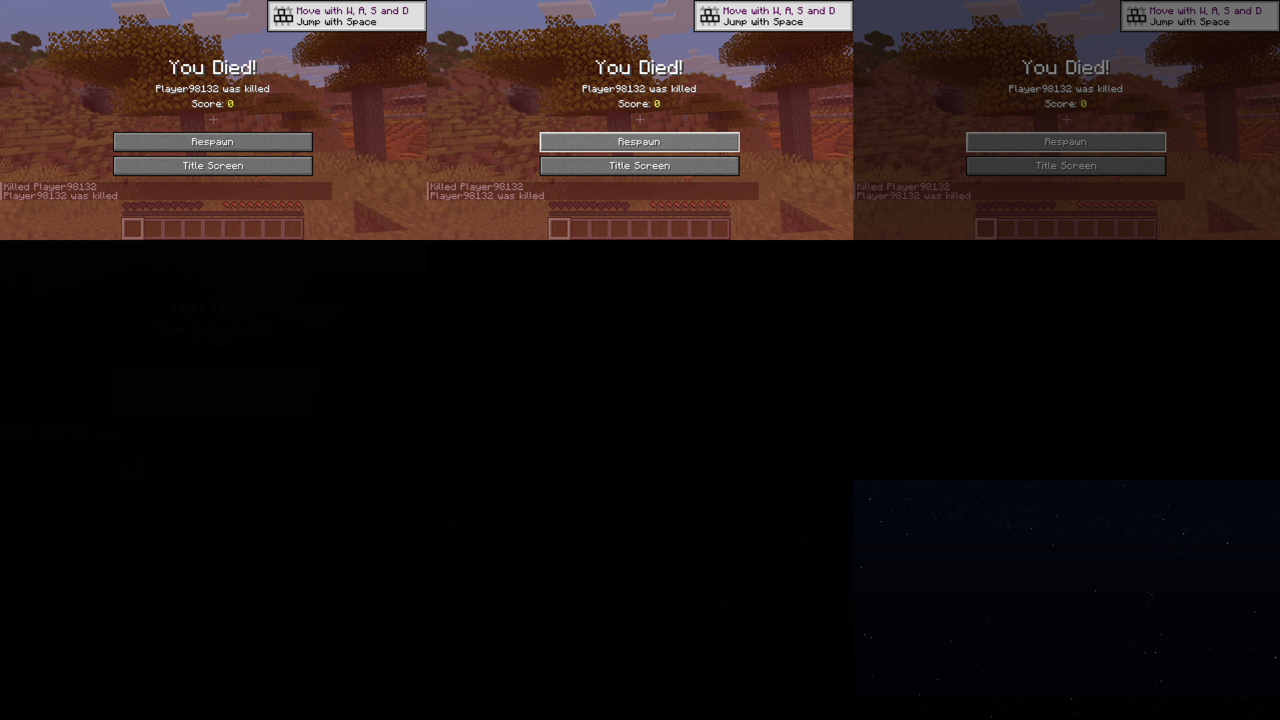 Move with W, A, S and D
Jump with Space
You Died!
Player98132 was killed
Score: 0
Respawn
Title Screen
Killed Player98132
Player98132 was killed
Move with W, A, S and D
Jump with Space
You Died!
Player98132 was killed
Score: 0
Respawn
Title Screen
Killed Player98132
Player98132 was killed
Move with W, A, S and D
Jump with Space
You Died!
Player98132 was killed
Score: 0
Respawn
Title Screen
Killed Player98132
Player98132 was killed
You Died!